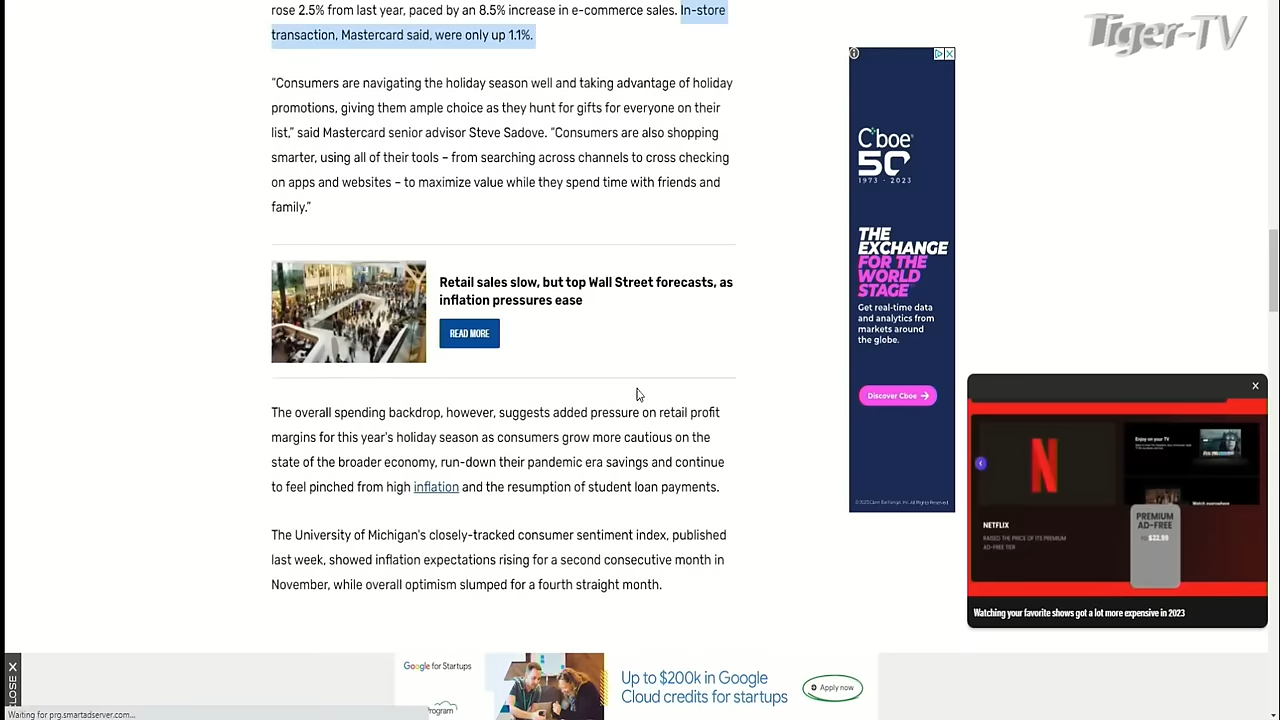 rose 2.5% from last year, paced by an 8.5% increase in e-commerce sales. In-store
transaction, Mastercard said, were only up 1.1%.
"Consumers are navigating the holiday season well and taking advantage of holiday
promotions, giving them ample choice as they hunt for gifts for everyone on their
list," said Mastercard senior advisor Steve Sadove. "Consumers are also shopping
smarter, using all of their tools – from searching across channels to cross checking
on apps and websites – to maximize value while they spend time with friends and
family."
Retail sales slow, but top Wall Street forecasts, as
inflation pressures ease
READ MORE
The overall spending backdrop, however, suggests added pressure on retail profit
margins for this year's holiday season as consumers grow more cautious on the
state of the broader economy, run-down their pandemic era savings and continue
to feel pinched from high inflation and the resumption of student loan payments.
The University of Michigan's closely-tracked consumer sentiment index, published
last week, showed inflation expectations rising for a second consecutive month in
November, while overall optimism slumped for a fourth straight month.
Tiger-TV
Cboe
50
1973 - 2023
THE
EXCHANGE
FOR THE
WORLD
STAGE
Get real-time data
and analytics from
markets around
the globe.
Discover Cboe →
Enjoy on your TV
Watch everywhere
N
NETFLIX
RAISED THE PRICE OF ITS PREMIUM
AD-FREE TIER
PREMIUM
AD-FREE
TO $22.99
Watching your favorite shows got a lot more expensive in 2023
CLOSE X
Google for Startups
Program
Up to $200k in Google
Cloud credits for startups
Apply now
Waiting for prg.smartadserver.com...